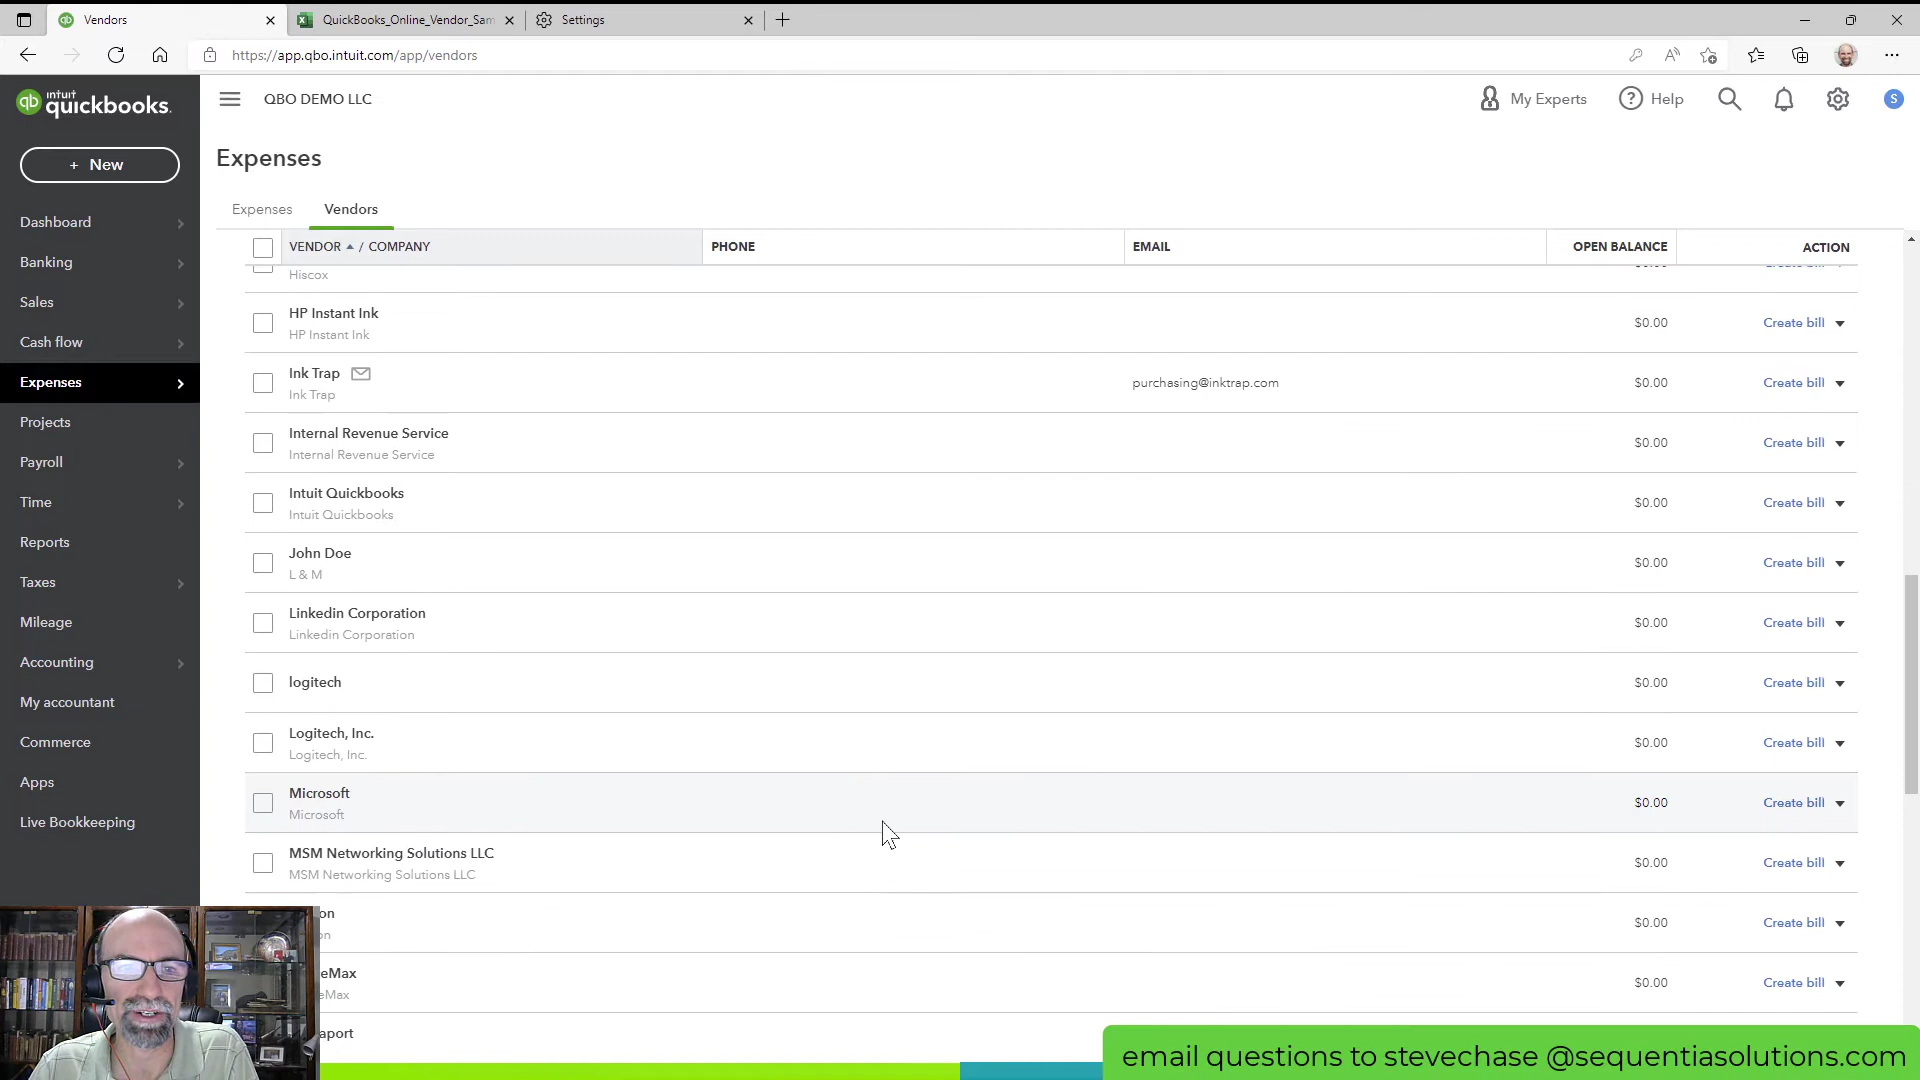 Vendors
QuickBooks_Online_Vendor_Sam
Settings
https://app.qbo.intuit.com/app/vendors
intuit
quickbooks.
QBO DEMO LLC
My Experts
Help
S
+ New
Dashboard
Banking
Sales
Cash flow
Expenses
Projects
Payroll
Time
Reports
Taxes
Mileage
Accounting
My accountant
Commerce
Apps
Live Bookkeeping
Expenses
Expenses Vendors
VENDOR / COMPANY PHONE EMAIL OPEN BALANCE ACTION
Hiscox
HP Instant Ink
HP Instant Ink
$0.00 Create bill
Ink Trap
Ink Trap
purchasing@inktrap.com $0.00 Create bill
Internal Revenue Service
Internal Revenue Service
$0.00 Create bill
Intuit Quickbooks
Intuit Quickbooks
$0.00 Create bill
John Doe
L & M
$0.00 Create bill
Linkedin Corporation
Linkedin Corporation
$0.00 Create bill
logitech $0.00 Create bill
Logitech, Inc.
Logitech, Inc.
$0.00 Create bill
Microsoft
Microsoft
$0.00 Create bill
MSM Networking Solutions LLC
MSM Networking Solutions LLC
$0.00 Create bill
on
on
$0.00 Create bill
eMax
eMax
$0.00 Create bill
aport
email questions to stevechase @sequentiasolutions.com